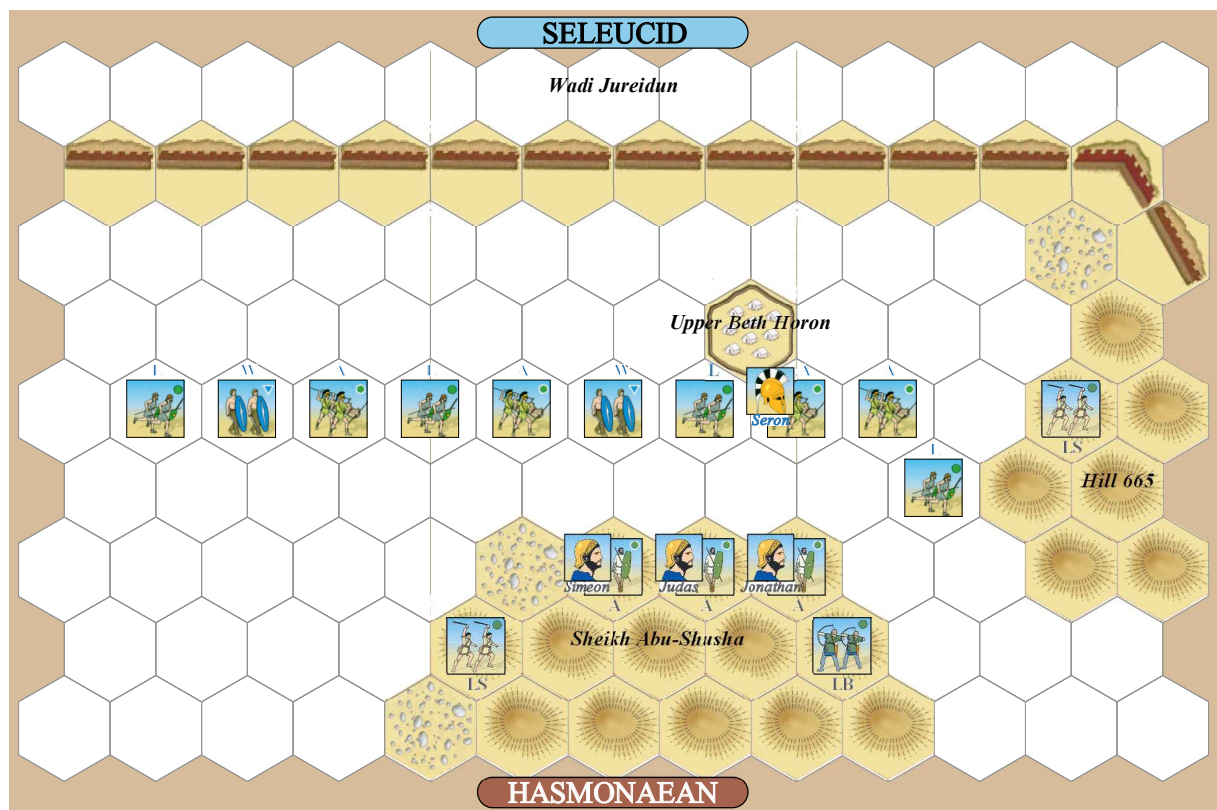 SELEUCID
Wadi Jureidun
Upper Beth Horon
L W A L A W L A A
Seron
LS
Hill 665
L
Simeon Judas Jonathan
A A A
Sheikh Abu-Shusha
LS LB
HASMONAEAN